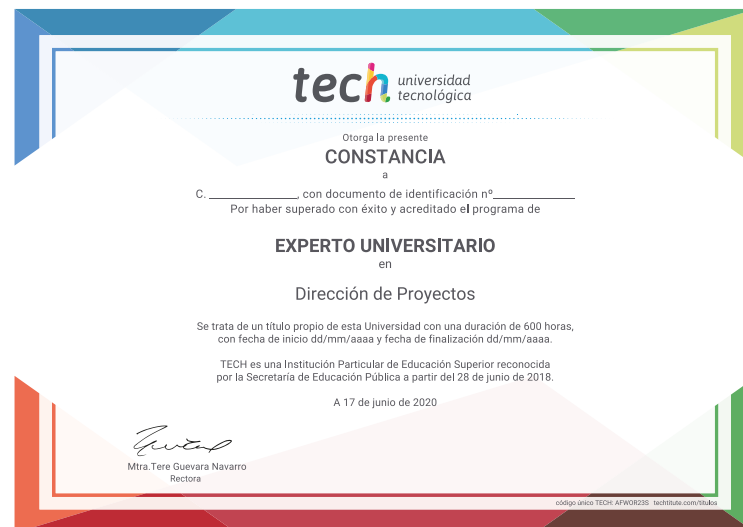 tech universidad
tecnológica
Otorga la presente
CONSTANCIA
a
C. ______________, con documento de identificación nº______________
Por haber superado con éxito y acreditado el programa de
EXPERTO UNIVERSITARIO
en
Dirección de Proyectos
Se trata de un título propio de esta Universidad con una duración de 600 horas,
con fecha de inicio dd/mm/aaaa y fecha de finalización dd/mm/aaaa.
TECH es una Institución Particular de Educación Superior reconocida
por la Secretaría de Educación Pública a partir del 28 de junio de 2018.
A 17 de junio de 2020
Mtra.Tere Guevara Navarro
Rectora
código único TECH: AFWOR23S techtitute.com/titulos